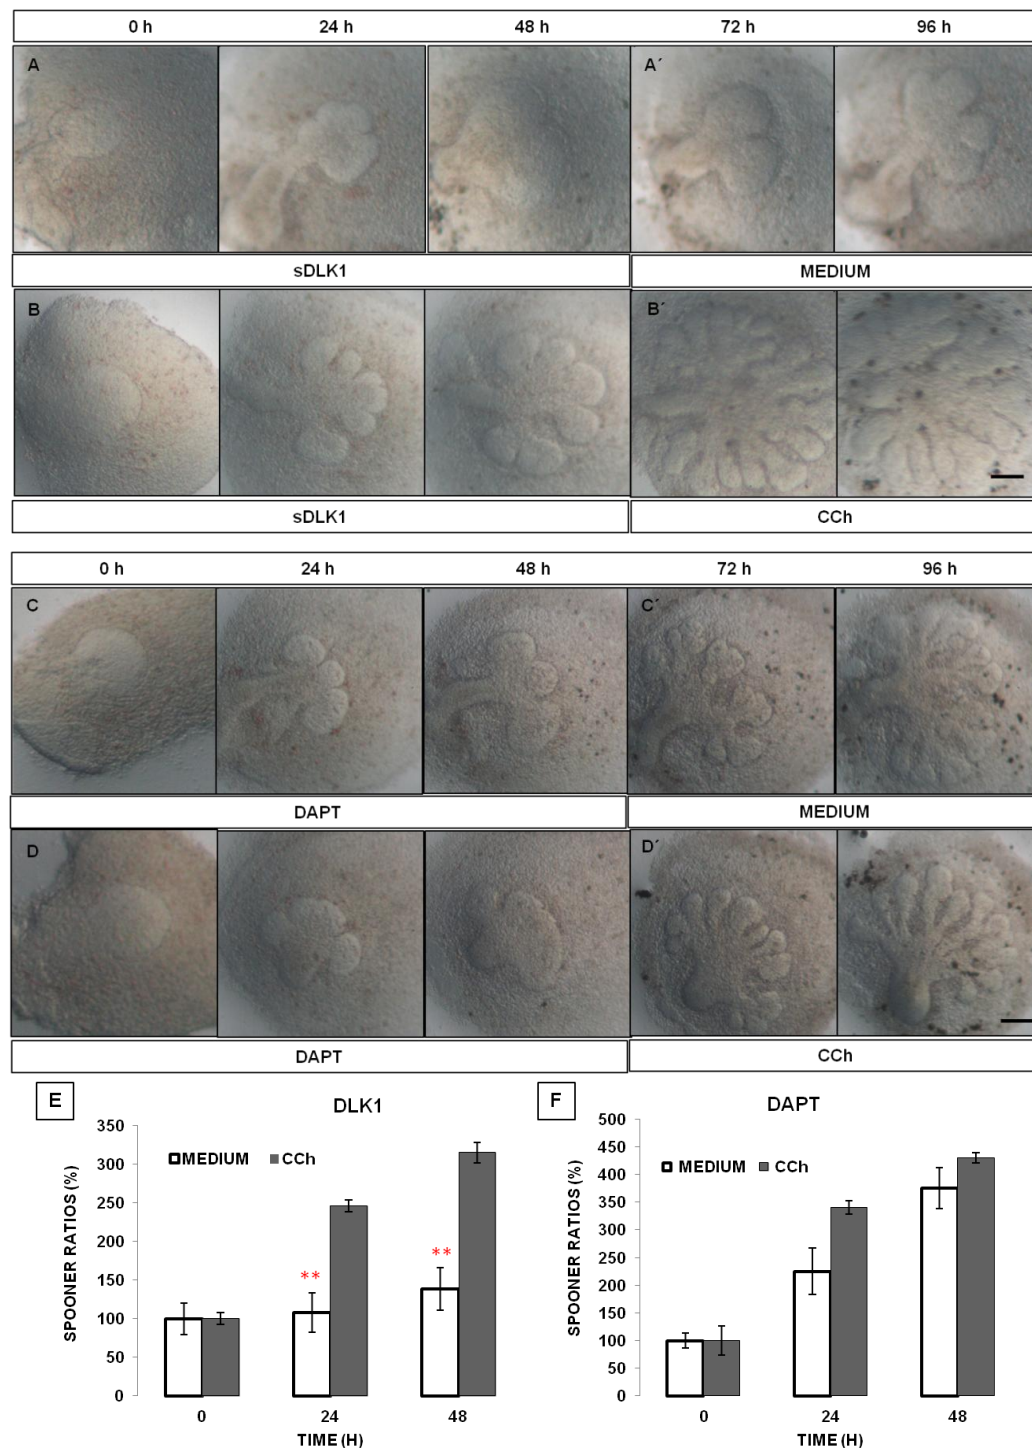 0 h 24 h 48 h 72 h 96 h
A A´
sDLK1 MEDIUM
B B´
sDLK1 CCh
0 h 24 h 48 h 72 h 96 h
C C´
DAPT MEDIUM
D D´
DAPT CCh
E
DLK1
SPOONER RATIOS (%)
350
300
250
200
150
100
50
0
MEDIUM CCh
** **
0 24 48
TIME (H)
F
DAPT
SPOONER RATIOS (%)
500
450
400
350
300
250
200
150
100
50
0
MEDIUM CCh
0 24 48
TIME (H)